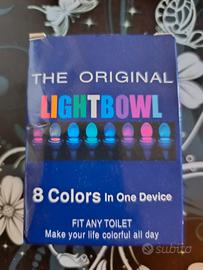 THE ORIGINAL
LIGHTBOWL
8 Colors In One Device
FIT ANY TOILET
Make your life colorful all day
subito